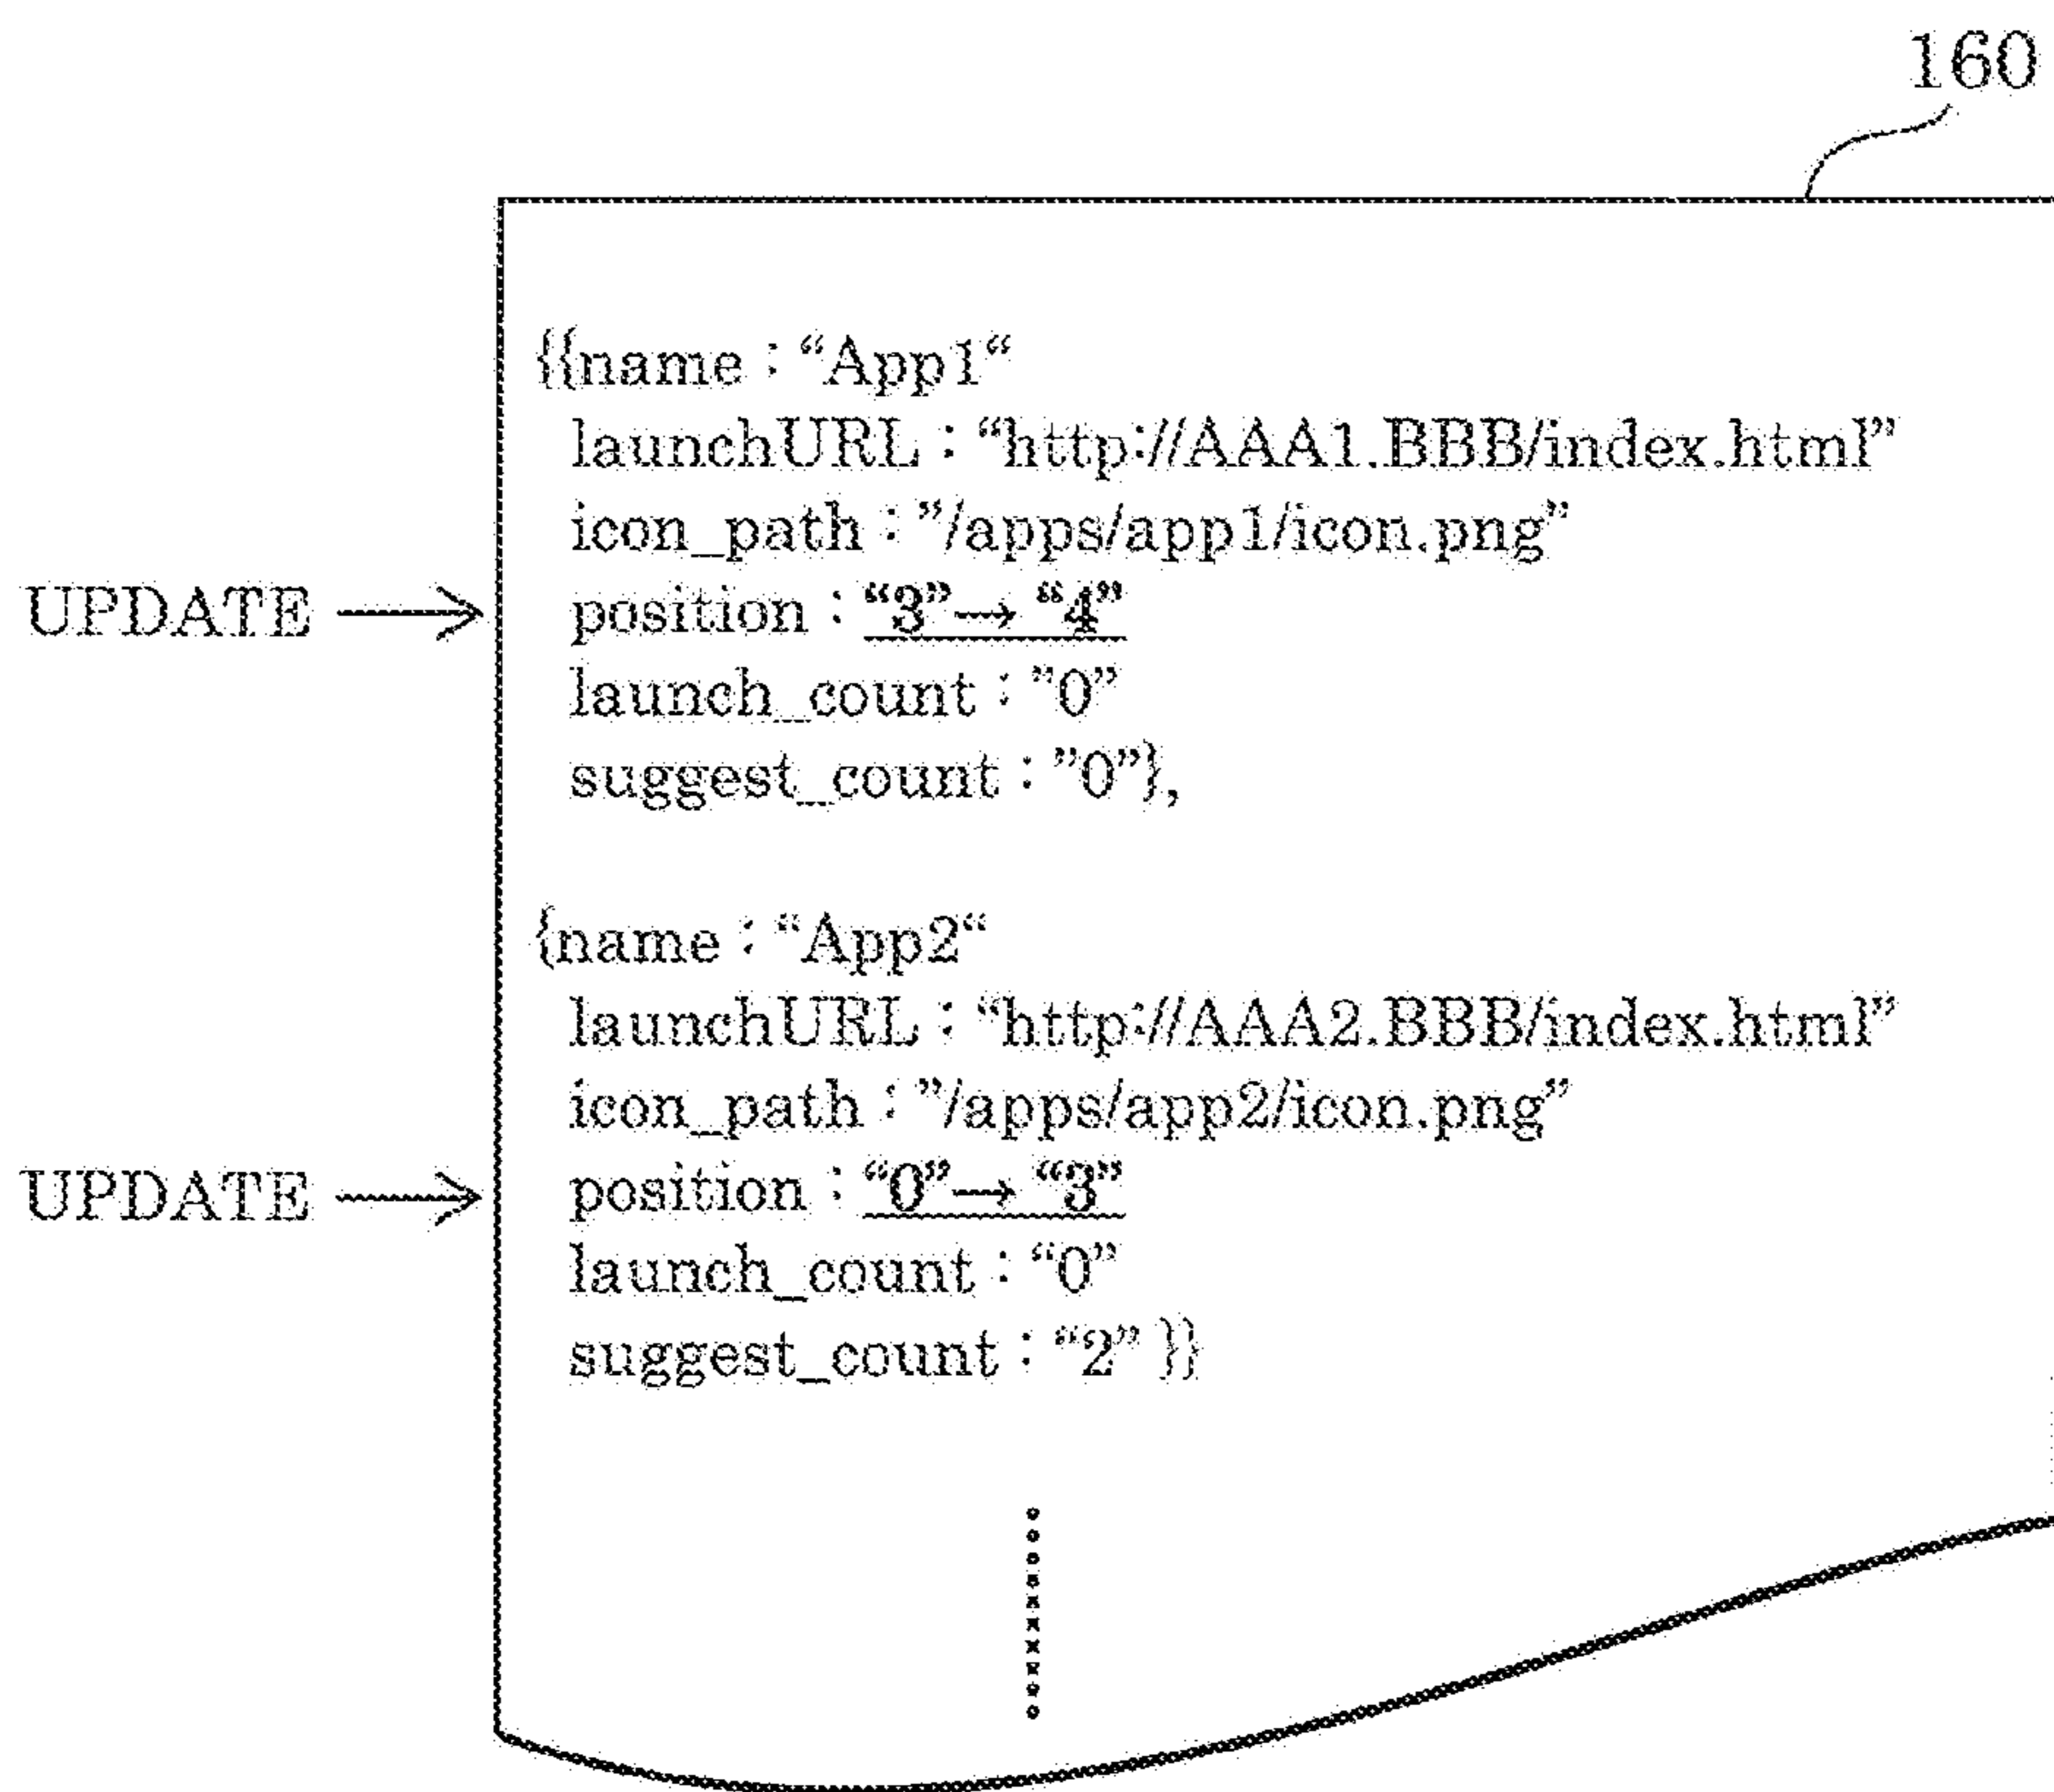 160
{{name : “App1“
launchURL : “http://AAA1.BBB/index.html”
icon_path : ”/apps/app1/icon.png”
UPDATE → position : “3”→ “4”
launch_count : ”0”
suggest_count : ”0”},
{name : “App2“
launchURL : “http://AAA2.BBB/index.html”
icon_path : ”/apps/app2/icon.png”
UPDATE → position : “0”→ “3”
launch_count : “0”
suggest_count : “2” }}